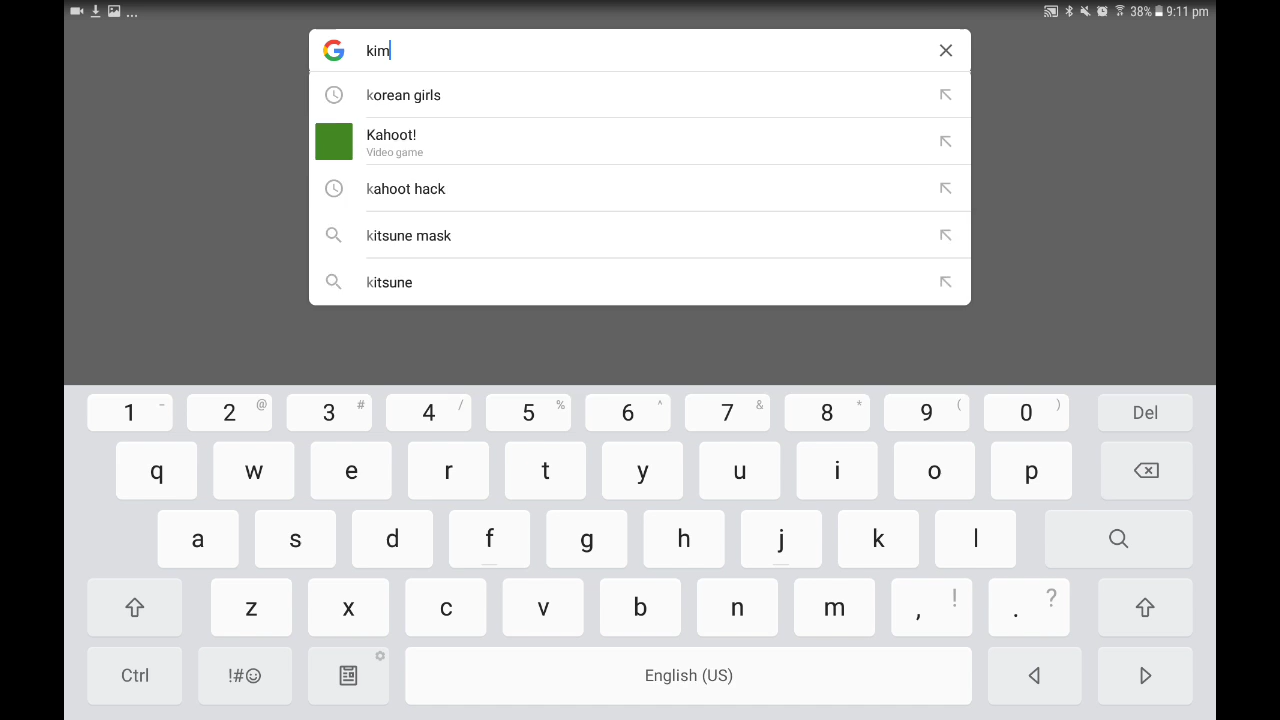 ... 38% 9:11 pm
kim
korean girls
Kahoot!
Video game
kahoot hack
kitsune mask
kitsune
1 - 2 @ 3 # 4 / 5 % 6 ^ 7 & 8 * 9 ( 0 ) Del
q w e r t y u i o p
a s d f g h j k l
z x c v b n m , ! . ?
Ctrl !#☺ English (US)